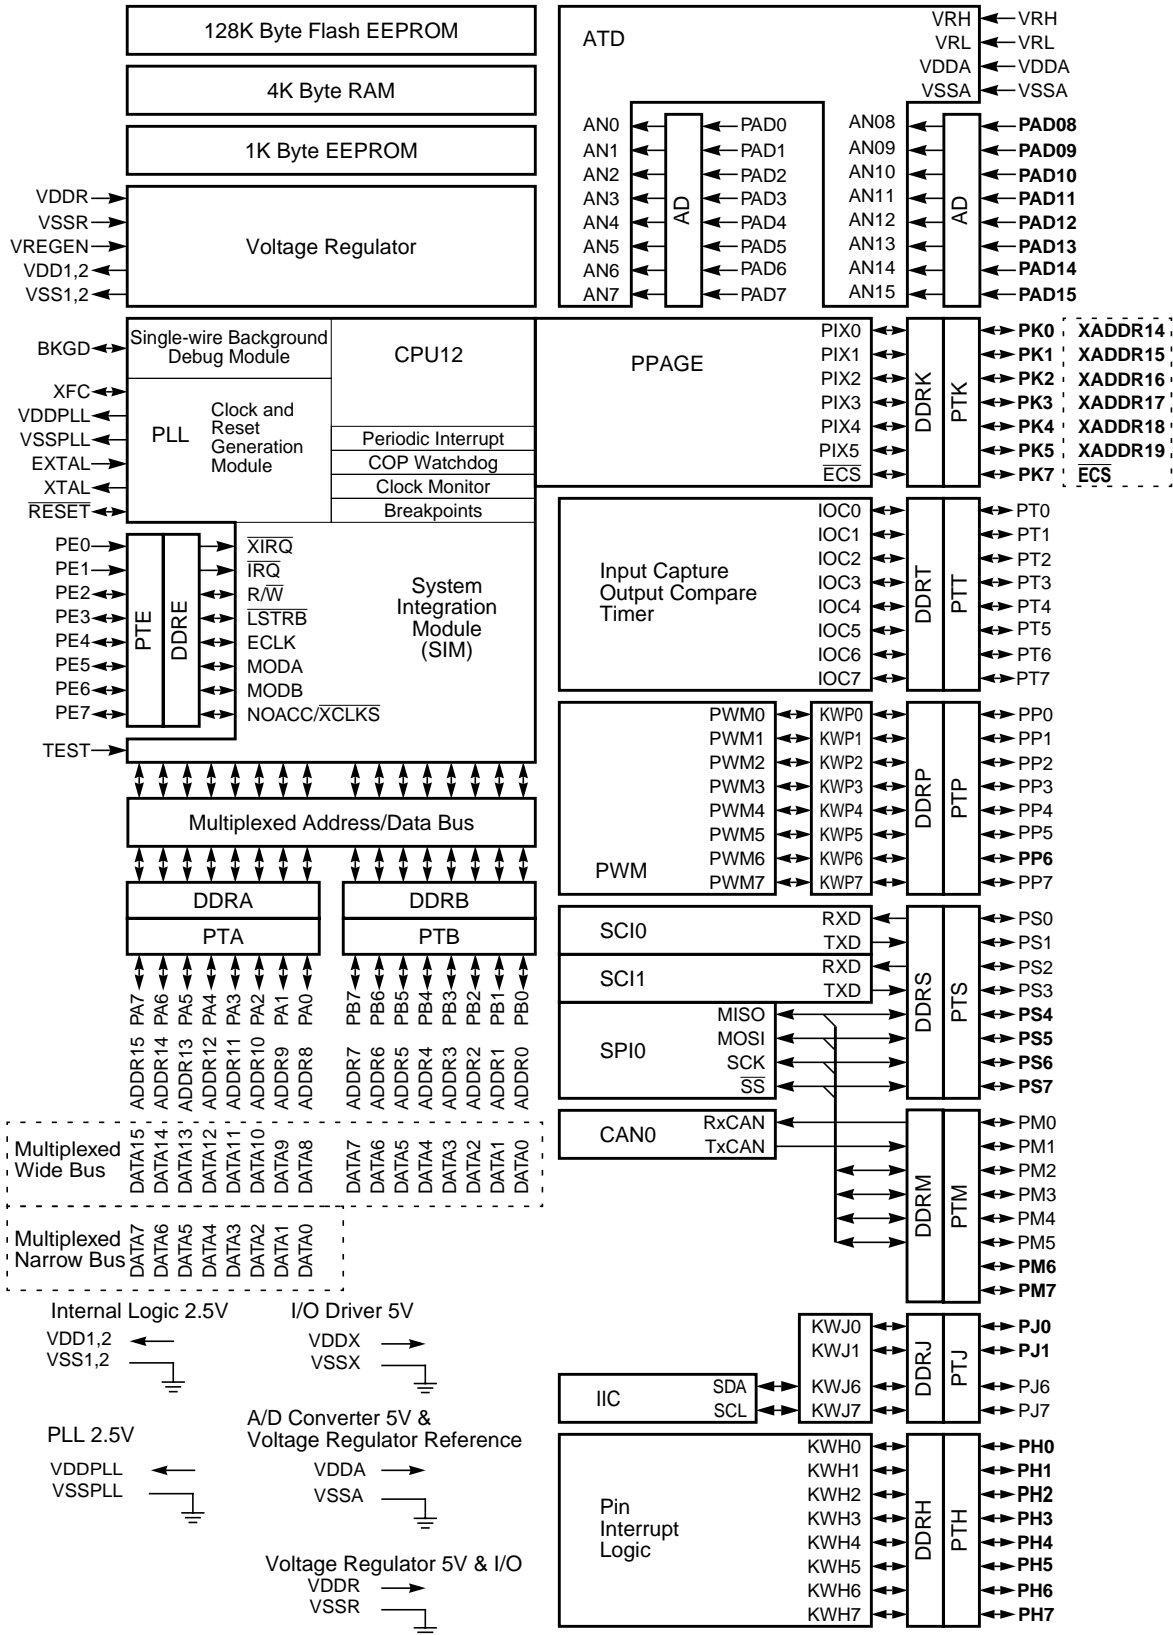 128K Byte Flash EEPROM
4K Byte RAM
1K Byte EEPROM
VDDR
VSSR
VREGEN
VDD1,2
VSS1,2
Voltage Regulator
ATD
VRH VRH
VRL VRL
VDDA VDDA
VSSA VSSA
AN0 PAD0
AN1 PAD1
AN2 PAD2
AN3 PAD3
AN4 PAD4
AN5 PAD5
AN6 PAD6
AN7 PAD7
AD
AN08 PAD08
AN09 PAD09
AN10 PAD10
AN11 PAD11
AN12 PAD12
AN13 PAD13
AN14 PAD14
AN15 PAD15
AD
BKGD
XFC
VDDPLL
VSSPLL
EXTAL
XTAL
RESET
Single-wire Background
Debug Module
CPU12
PLL
Clock and
Reset
Generation
Module
Periodic Interrupt
COP Watchdog
Clock Monitor
Breakpoints
PE0 XIRQ
PE1 IRQ
PE2 R/W
PE3 LSTRB
PE4 ECLK
PE5 MODA
PE6 MODB
PE7 NOACC/XCLKS
PTE
DDRE
TEST
System
Integration
Module
(SIM)
PPAGE
PIX0 PK0 XADDR14
PIX1 PK1 XADDR15
PIX2 PK2 XADDR16
PIX3 PK3 XADDR17
PIX4 PK4 XADDR18
PIX5 PK5 XADDR19
ECS PK7 ECS
DDRK
PTK
Input Capture
Output Compare
Timer
IOC0 PT0
IOC1 PT1
IOC2 PT2
IOC3 PT3
IOC4 PT4
IOC5 PT5
IOC6 PT6
IOC7 PT7
DDRT
PTT
PWM
PWM0 KWP0 PP0
PWM1 KWP1 PP1
PWM2 KWP2 PP2
PWM3 KWP3 PP3
PWM4 KWP4 PP4
PWM5 KWP5 PP5
PWM6 KWP6 PP6
PWM7 KWP7 PP7
DDRP
PTP
Multiplexed Address/Data Bus
DDRA
PTA
DDRB
PTB
PA7 PA6 PA5 PA4 PA3 PA2 PA1 PA0 PB7 PB6 PB5 PB4 PB3 PB2 PB1 PB0
ADDR15 ADDR14 ADDR13 ADDR12 ADDR11 ADDR10 ADDR9 ADDR8 ADDR7 ADDR6 ADDR5 ADDR4 ADDR3 ADDR2 ADDR1 ADDR0
Multiplexed
Wide Bus
DATA15 DATA14 DATA13 DATA12 DATA11 DATA10 DATA9 DATA8 DATA7 DATA6 DATA5 DATA4 DATA3 DATA2 DATA1 DATA0
Multiplexed
Narrow Bus
DATA7 DATA6 DATA5 DATA4 DATA3 DATA2 DATA1 DATA0
SCI0
RXD PS0
TXD PS1
SCI1
RXD PS2
TXD PS3
SPI0
MISO PS4
MOSI PS5
SCK PS6
SS PS7
DDRS
PTS
CAN0
RxCAN PM0
TxCAN PM1
PM2
PM3
PM4
PM5
PM6
PM7
DDRM
PTM
KWJ0 PJ0
KWJ1 PJ1
IIC
SDA KWJ6 PJ6
SCL KWJ7 PJ7
DDRJ
PTJ
Pin
Interrupt
Logic
KWH0 PH0
KWH1 PH1
KWH2 PH2
KWH3 PH3
KWH4 PH4
KWH5 PH5
KWH6 PH6
KWH7 PH7
DDRH
PTH
Internal Logic 2.5V
VDD1,2
VSS1,2
I/O Driver 5V
VDDX
VSSX
PLL 2.5V
VDDPLL
VSSPLL
A/D Converter 5V &
Voltage Regulator Reference
VDDA
VSSA
Voltage Regulator 5V & I/O
VDDR
VSSR